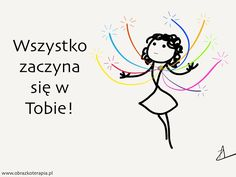 Wszystko
zaczyna
się w
Tobie!
www.obrazkoterapia.pl